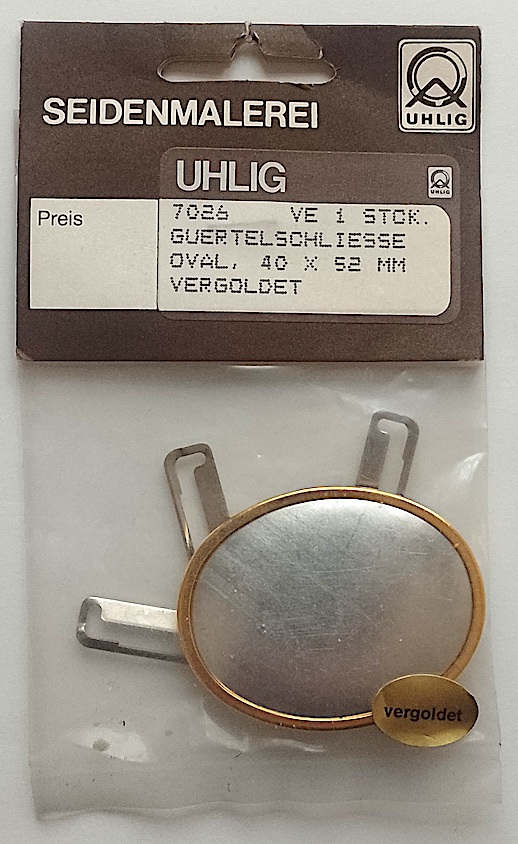 SEIDENMALEREI
UHLIG
UHLIG
UHLIG
Preis
7026 VE 1 STCK.
GUERTELSCHLIESSE
OVAL, 40 X 52 MM
VERGOLDET
vergoldet